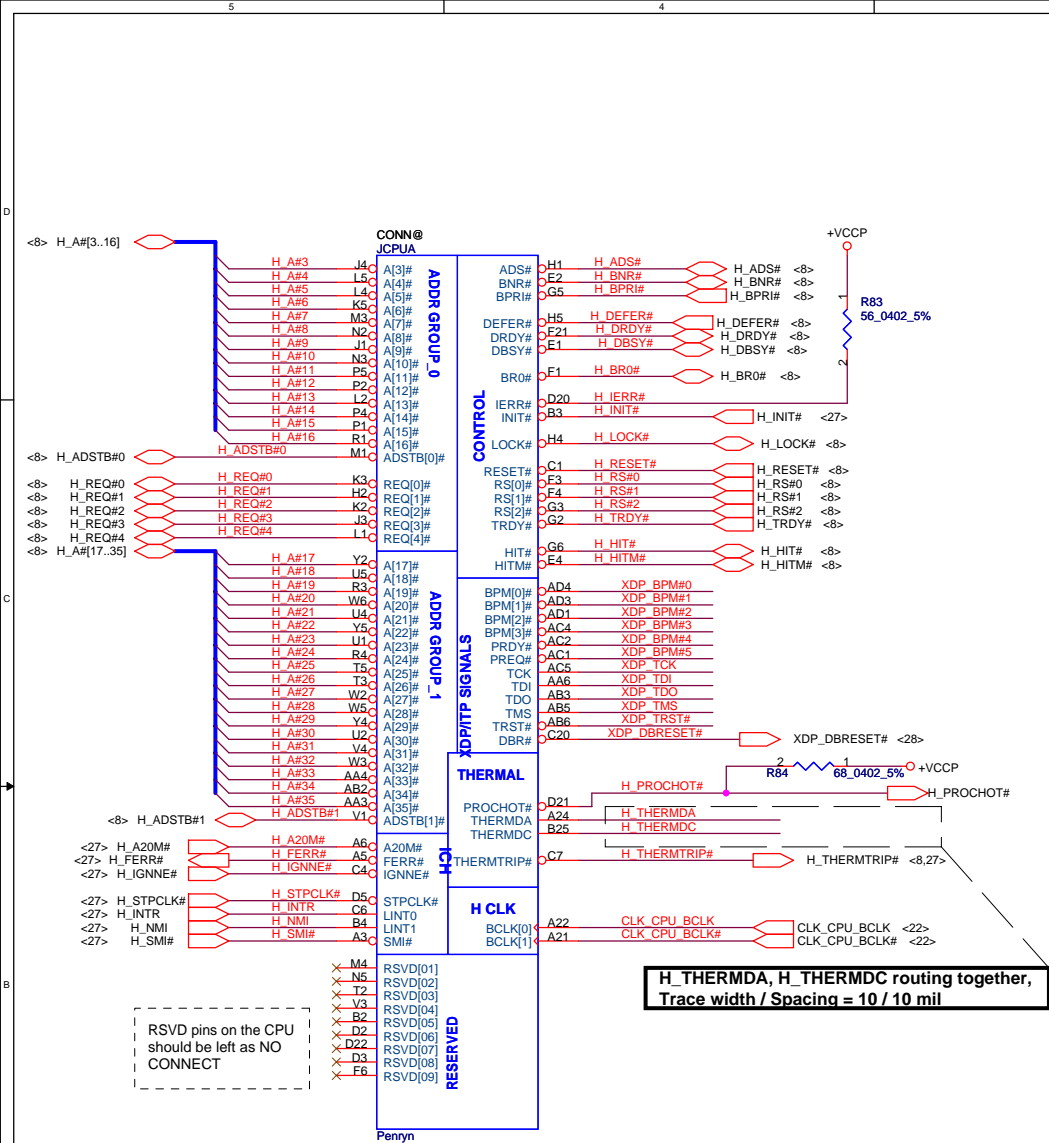 5 4
D
C
B
CONN@
JCPUA
<8> H_A#[3..16]
H_A#3 J4 A[3]#
H_A#4 L5 A[4]#
H_A#5 L4 A[5]#
H_A#6 K5 A[6]#
H_A#7 M3 A[7]#
H_A#8 N2 A[8]#
H_A#9 J1 A[9]#
H_A#10 N3 A[10]#
H_A#11 P5 A[11]#
H_A#12 P2 A[12]#
H_A#13 L2 A[13]#
H_A#14 P4 A[14]#
H_A#15 P1 A[15]#
H_A#16 R1 A[16]#
<8> H_ADSTB#0 H_ADSTB#0 M1 ADSTB[0]#
<8> H_REQ#0 H_REQ#0 K3 REQ[0]#
<8> H_REQ#1 H_REQ#1 H2 REQ[1]#
<8> H_REQ#2 H_REQ#2 K2 REQ[2]#
<8> H_REQ#3 H_REQ#3 J3 REQ[3]#
<8> H_REQ#4 H_REQ#4 L1 REQ[4]#
ADDR GROUP_0
<8> H_A#[17..35]
H_A#17 Y2 A[17]#
H_A#18 U5 A[18]#
H_A#19 R3 A[19]#
H_A#20 W6 A[20]#
H_A#21 U4 A[21]#
H_A#22 Y5 A[22]#
H_A#23 U1 A[23]#
H_A#24 R4 A[24]#
H_A#25 T5 A[25]#
H_A#26 T3 A[26]#
H_A#27 W2 A[27]#
H_A#28 W5 A[28]#
H_A#29 Y4 A[29]#
H_A#30 U2 A[30]#
H_A#31 V4 A[31]#
H_A#32 W3 A[32]#
H_A#33 AA4 A[33]#
H_A#34 AB2 A[34]#
H_A#35 AA3 A[35]#
<8> H_ADSTB#1 H_ADSTB#1 V1 ADSTB[1]#
ADDR GROUP_1
<27> H_A20M# H_A20M# A6 A20M#
<27> H_FERR# H_FERR# A5 FERR#
<27> H_IGNNE# H_IGNNE# C4 IGNNE#
<27> H_STPCLK# H_STPCLK# D5 STPCLK#
<27> H_INTR H_INTR C6 LINT0
<27> H_NMI H_NMI B4 LINT1
<27> H_SMI# H_SMI# A3 SMI#
ICH
M4 RSVD[01]
N5 RSVD[02]
T2 RSVD[03]
V3 RSVD[04]
B2 RSVD[05]
D2 RSVD[06]
D22 RSVD[07]
D3 RSVD[08]
F6 RSVD[09]
RESERVED
RSVD pins on the CPU
should be left as NO
CONNECT
Penryn
CONTROL
ADS# H1 H_ADS# H_ADS# <8>
BNR# E2 H_BNR# H_BNR# <8>
BPRI# G5 H_BPRI# H_BPRI# <8>
DEFER# H5 H_DEFER# H_DEFER# <8>
DRDY# F21 H_DRDY# H_DRDY# <8>
DBSY# E1 H_DBSY# H_DBSY# <8>
BR0# F1 H_BR0# H_BR0# <8>
IERR# D20 H_IERR#
INIT# B3 H_INIT# H_INIT# <27>
LOCK# H4 H_LOCK# H_LOCK# <8>
RESET# C1 H_RESET# H_RESET# <8>
RS[0]# F3 H_RS#0 H_RS#0 <8>
RS[1]# F4 H_RS#1 H_RS#1 <8>
RS[2]# G3 H_RS#2 H_RS#2 <8>
TRDY# G2 H_TRDY# H_TRDY# <8>
HIT# G6 H_HIT# H_HIT# <8>
HITM# E4 H_HITM# H_HITM# <8>
+VCCP
1
R83
56_0402_5%
2
XDP/ITP SIGNALS
BPM[0]# AD4 XDP_BPM#0
BPM[1]# AD3 XDP_BPM#1
BPM[2]# AD1 XDP_BPM#2
BPM[3]# AC4 XDP_BPM#3
PRDY# AC2 XDP_BPM#4
PREQ# AC1 XDP_BPM#5
TCK AC5 XDP_TCK
TDI AA6 XDP_TDI
TDO AB3 XDP_TDO
TMS AB5 XDP_TMS
TRST# AB6 XDP_TRST#
DBR# C20 XDP_DBRESET# XDP_DBRESET# <28>
THERMAL
2 1 +VCCP
R84 68_0402_5%
PROCHOT# D21 H_PROCHOT# H_PROCHOT#
THERMDA A24 H_THERMDA
THERMDC B25 H_THERMDC
THERMTRIP# C7 H_THERMTRIP# H_THERMTRIP# <8,27>
H CLK
BCLK[0] A22 CLK_CPU_BCLK CLK_CPU_BCLK <22>
BCLK[1] A21 CLK_CPU_BCLK# CLK_CPU_BCLK# <22>
H_THERMDA, H_THERMDC routing together,
Trace width / Spacing = 10 / 10 mil